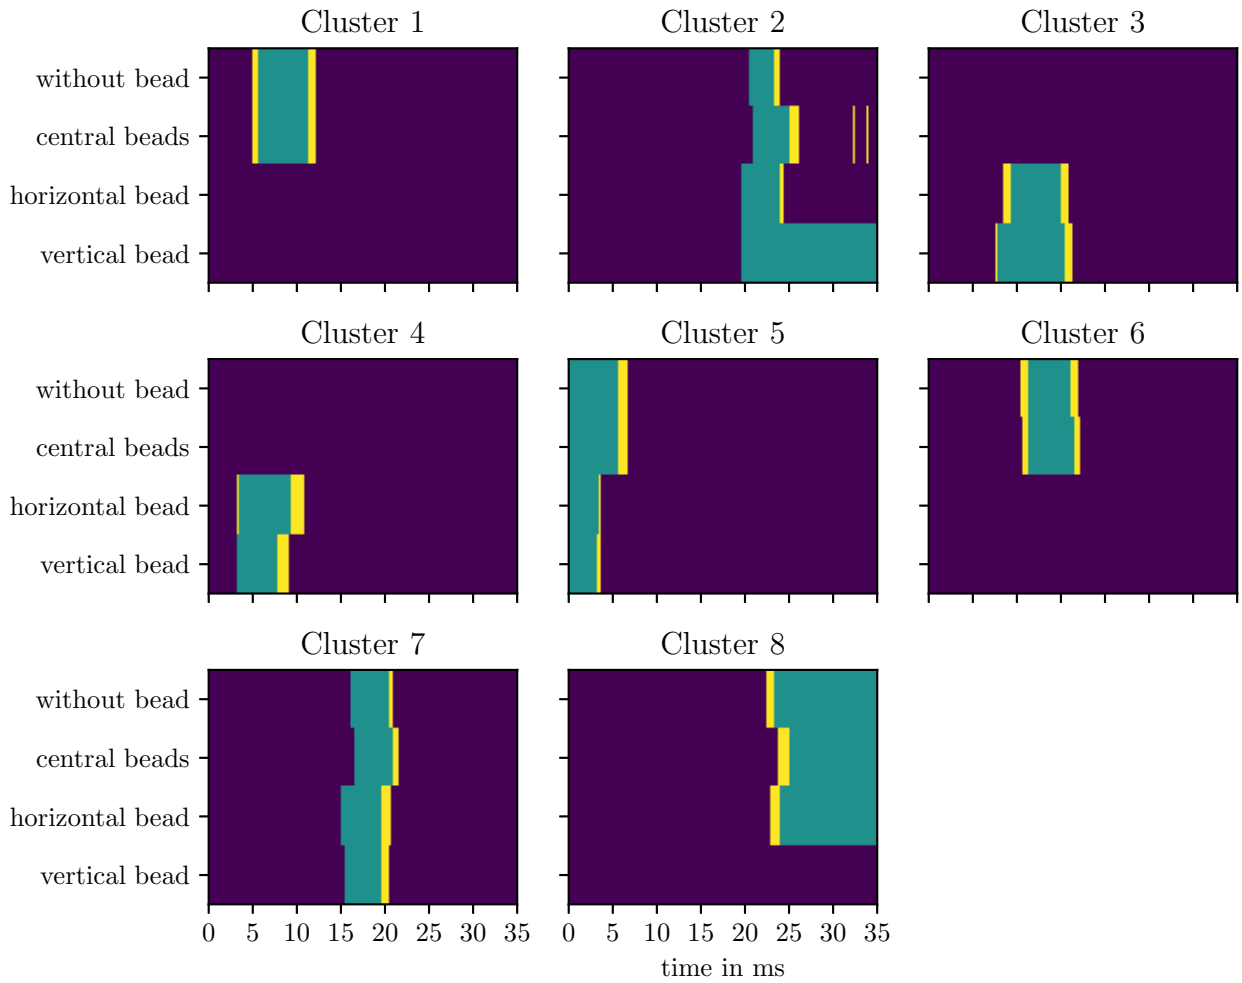 Cluster 1
Cluster 2
Cluster 3
without bead
central beads
horizontal bead
vertical bead
Cluster 4
Cluster 5
Cluster 6
without bead
central beads
horizontal bead
vertical bead
Cluster 7
Cluster 8
without bead
central beads
horizontal bead
vertical bead
0 5 10 15 20 25 30 35
0 5 10 15 20 25 30 35
time in ms